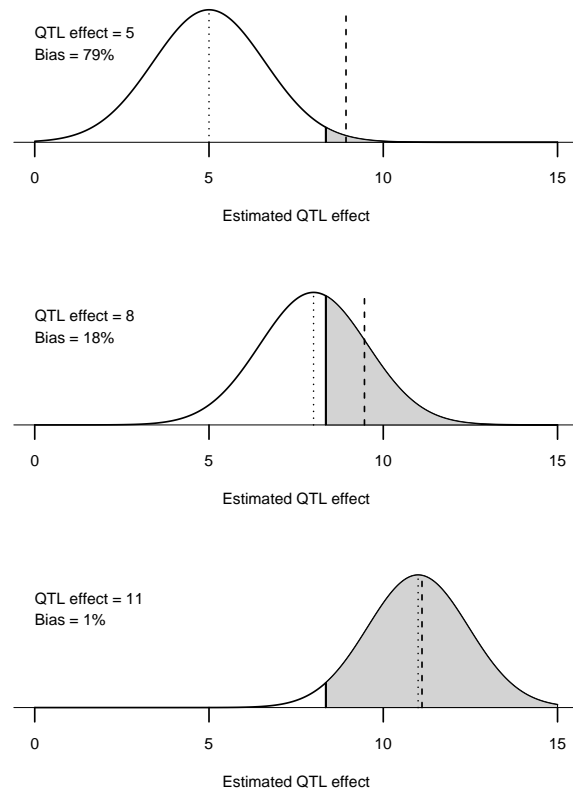 QTL effect = 5
Bias = 79%
0 5 10 15
Estimated QTL effect
QTL effect = 8
Bias = 18%
0 5 10 15
Estimated QTL effect
QTL effect = 11
Bias = 1%
0 5 10 15
Estimated QTL effect